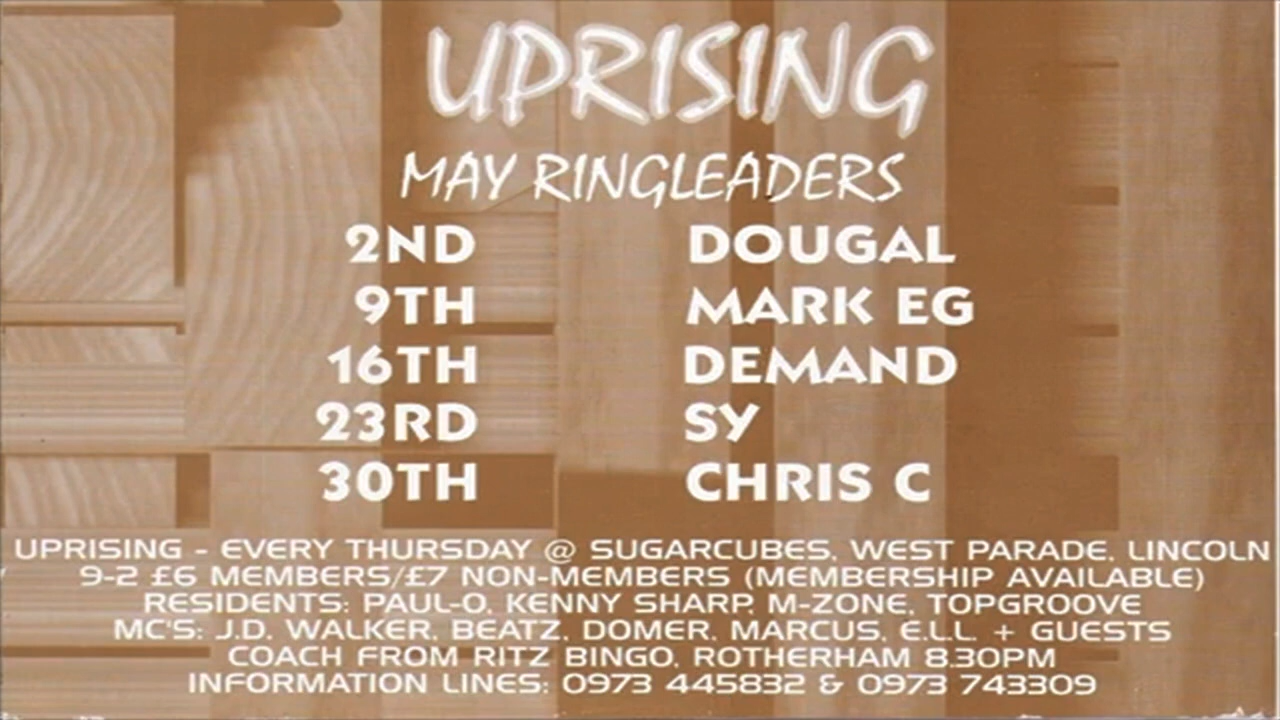 UPRISING
MAY RINGLEADERS
2ND DOUGAL
9TH MARK EG
16TH DEMAND
23RD SY
30TH CHRIS C
UPRISING - EVERY THURSDAY @ SUGARCUBES, WEST PARADE, LINCOLN
9-2 £6 MEMBERS/£7 NON-MEMBERS (MEMBERSHIP AVAILABLE)
RESIDENTS: PAUL-O, KENNY SHARP, M-ZONE, TOPGROOVE
MC'S: J.D. WALKER, BEATZ, DOMER, MARCUS, E.L.L. + GUESTS
COACH FROM RITZ BINGO, ROTHERHAM 8.30PM
INFORMATION LINES: 0973 445832 & 0973 743309